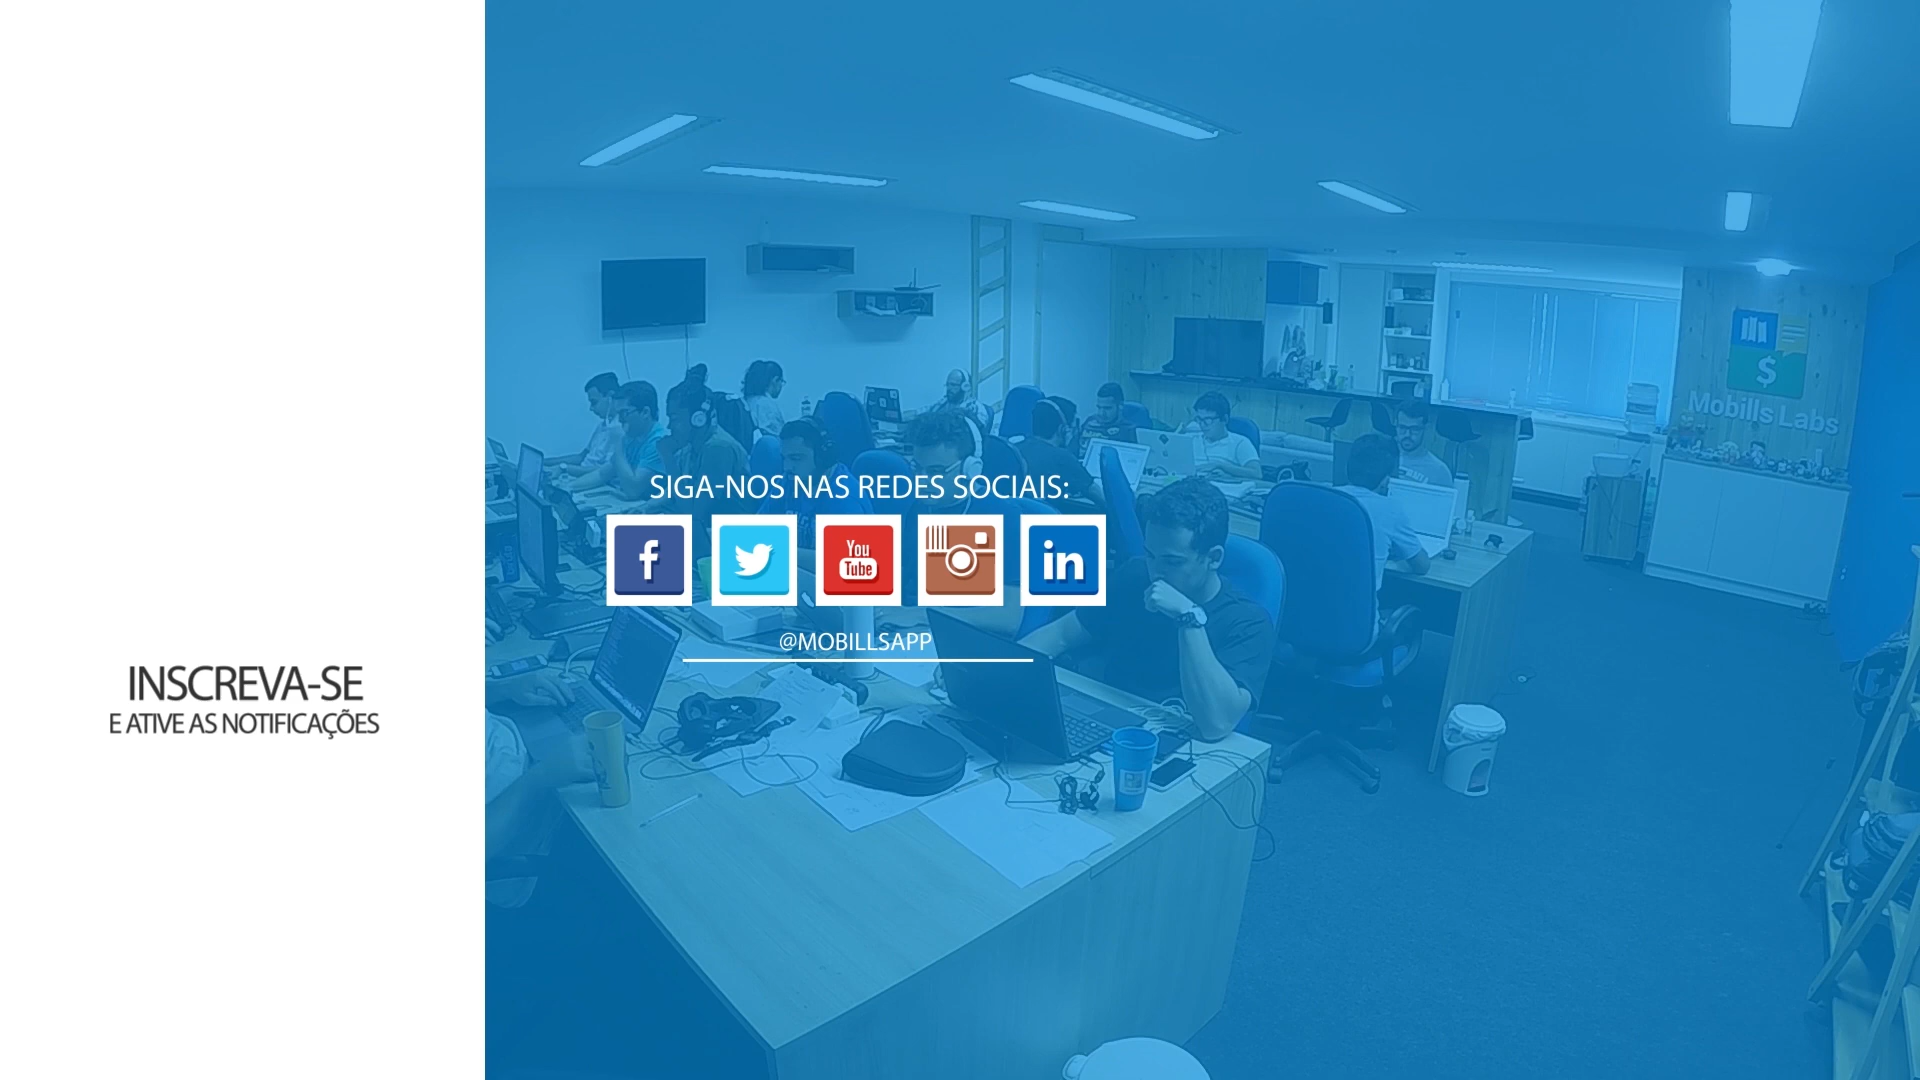 INSCREVA-SE
E ATIVE AS NOTIFICAÇÕES
SIGA-NOS NAS REDES SOCIAIS:
f
You
Tube
in
@MOBILLSAPP
$
Mobills Labs